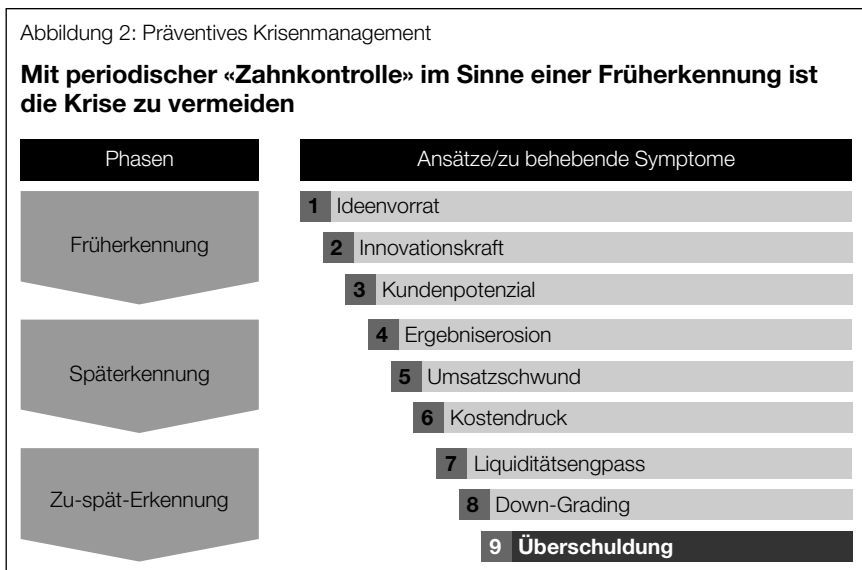 Abbildung 2: Präventives Krisenmanagement
Mit periodischer «Zahnkontrolle» im Sinne einer Früherkennung ist
die Krise zu vermeiden
Phasen
Ansätze/zu behebende Symptome
Früherkennung
1 Ideenvorrat
2 Innovationskraft
3 Kundenpotenzial
Späterkennung
4 Ergebniserosion
5 Umsatzschwund
6 Kostendruck
Zu-spät-Erkennung
7 Liquiditätsengpass
8 Down-Grading
9 Überschuldung